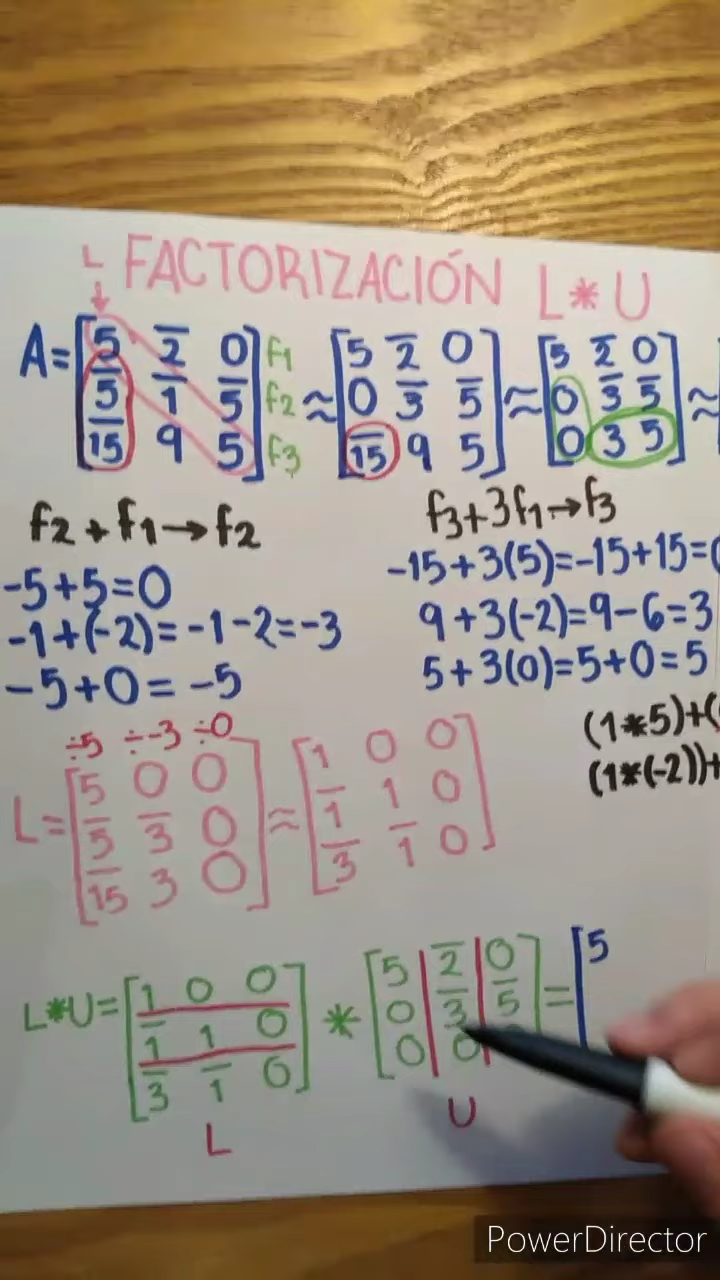 L FACTORIZACIÓN L*U
↓
A=[5 -2 0] f1 ≈ [5 -2 0] ≈ [5 -2 0] ≈
[-5 -1 -5] f2 [0 -3 -5] [0 -3 -5]
[-15 9 5] f3 [-15 9 5] [0 3 5]
f2+f1→f2 f3+3f1→f3
-5+5=0 -15+3(5)=-15+15=
-1+(-2)=-1-2=-3 9+3(-2)=9-6=3
-5+0=-5 5+3(0)=5+0=5
(1*5)+(
÷5 ÷-3 ÷0 (1*(-2))+
L=[5 0 0] ≈ [1 0 0]
[-5 -3 0] [-1 1 0]
[-15 3 0] [-3 -1 0]
L*U=[1 0 0] * [5 -2 0] = [5
[-1 1 0] [0 -3 -5]
[-3 -1 0] [0 0
L U
PowerDirector